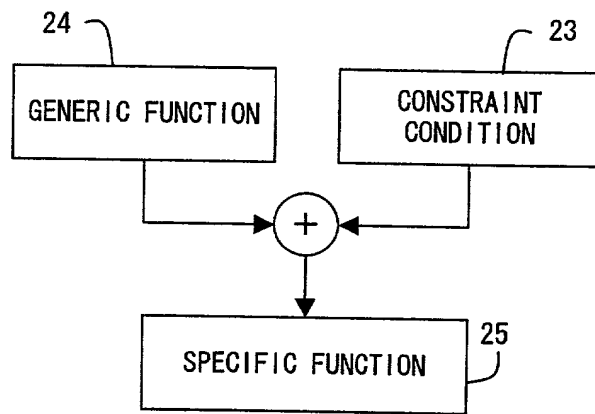 24
23
GENERIC FUNCTION
CONSTRAINT
CONDITION
+
SPECIFIC FUNCTION
25